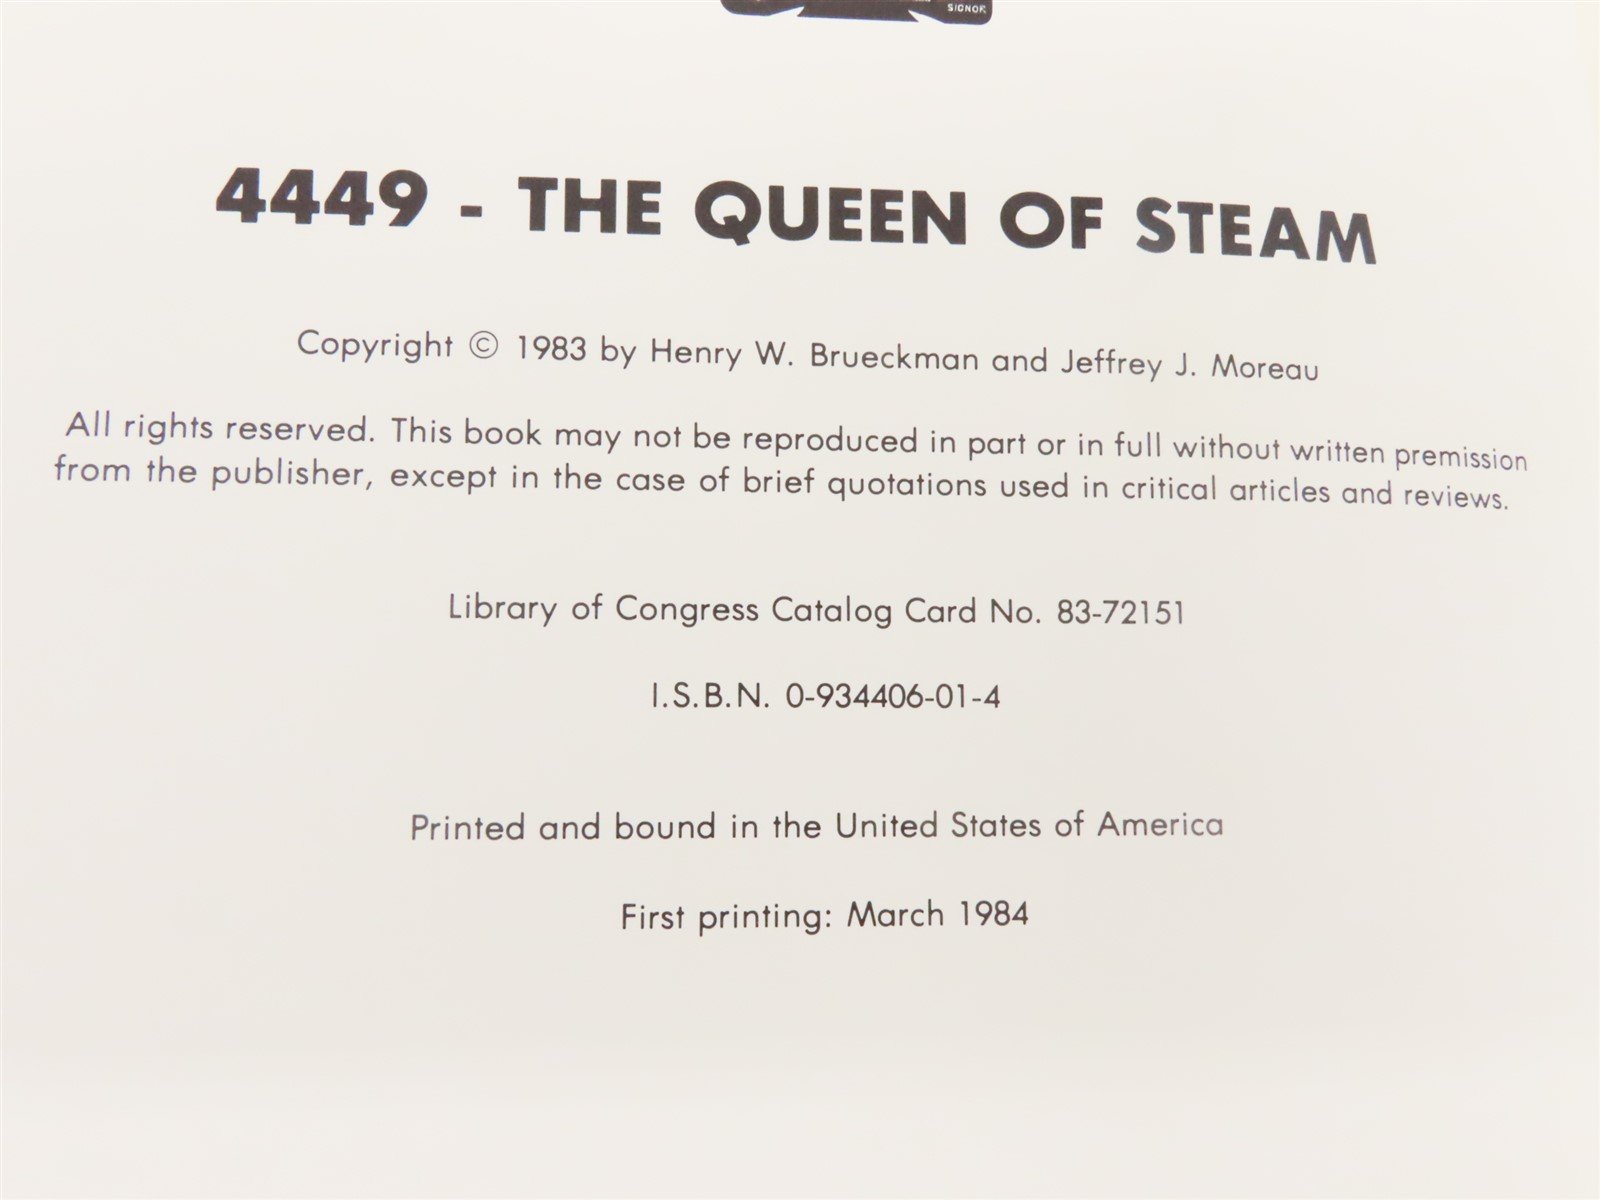 SIGNOR
4449 - THE QUEEN OF STEAM
Copyright © 1983 by Henry W. Brueckman and Jeffrey J. Moreau
All rights reserved. This book may not be reproduced in part or in full without written premission
from the publisher, except in the case of brief quotations used in critical articles and reviews.
Library of Congress Catalog Card No. 83-72151
I.S.B.N. 0-934406-01-4
Printed and bound in the United States of America
First printing: March 1984